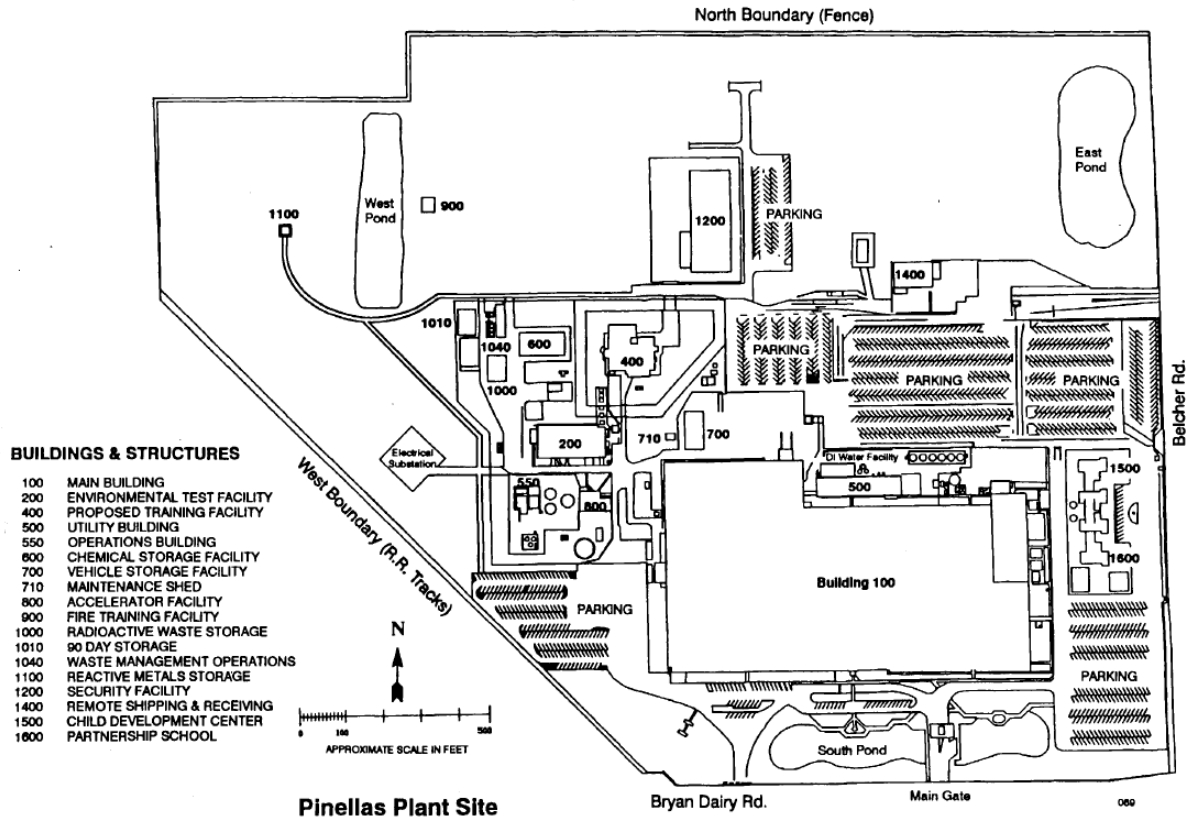 North Boundary (Fence)
East
Pond
West
Pond
900
1100
1200
PARKING
1400
1010
1040
600
400
PARKING
1000
PARKING
PARKING
Belcher Rd.
200
710
700
Electrical
Substation
DI Water Facility
1500
550
500
800
1600
Building 100
PARKING
PARKING
West Boundary (R.R. Tracks)
BUILDINGS & STRUCTURES
100 MAIN BUILDING
200 ENVIRONMENTAL TEST FACILITY
400 PROPOSED TRAINING FACILITY
500 UTILITY BUILDING
550 OPERATIONS BUILDING
600 CHEMICAL STORAGE FACILITY
700 VEHICLE STORAGE FACILITY
710 MAINTENANCE SHED
800 ACCELERATOR FACILITY
900 FIRE TRAINING FACILITY
1000 RADIOACTIVE WASTE STORAGE
1010 90 DAY STORAGE
1040 WASTE MANAGEMENT OPERATIONS
1100 REACTIVE METALS STORAGE
1200 SECURITY FACILITY
1400 REMOTE SHIPPING & RECEIVING
1500 CHILD DEVELOPMENT CENTER
1600 PARTNERSHIP SCHOOL
N
0 100 500
APPROXIMATE SCALE IN FEET
South Pond
Pinellas Plant Site
Bryan Dairy Rd.
Main Gate
089